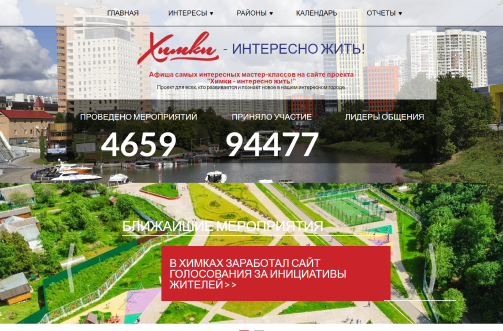 ГЛАВНАЯ ИНТЕРЕСЫ ▼ РАЙОНЫ ▼ КАЛЕНДАРЬ ОТЧЕТЫ ▼
Химки - ИНТЕРЕСНО ЖИТЬ!
Афиша самых интересных мастер-классов на сайте проекта
"Химки - интересно жить!"
Проект для всех, кто развивается и познает новое в нашем интересном городе.
ПРОВЕДЕНО МЕРОПРИЯТИЙ ПРИНЯЛО УЧАСТИЕ ЛИДЕРЫ ОБЩЕНИЯ
4659 94477
БЛИЖАЙШИЕ МЕРОПРИЯТИЯ
В ХИМКАХ ЗАРАБОТАЛ САЙТ
ГОЛОСОВАНИЯ ЗА ИНИЦИАТИВЫ
ЖИТЕЛЕЙ>>